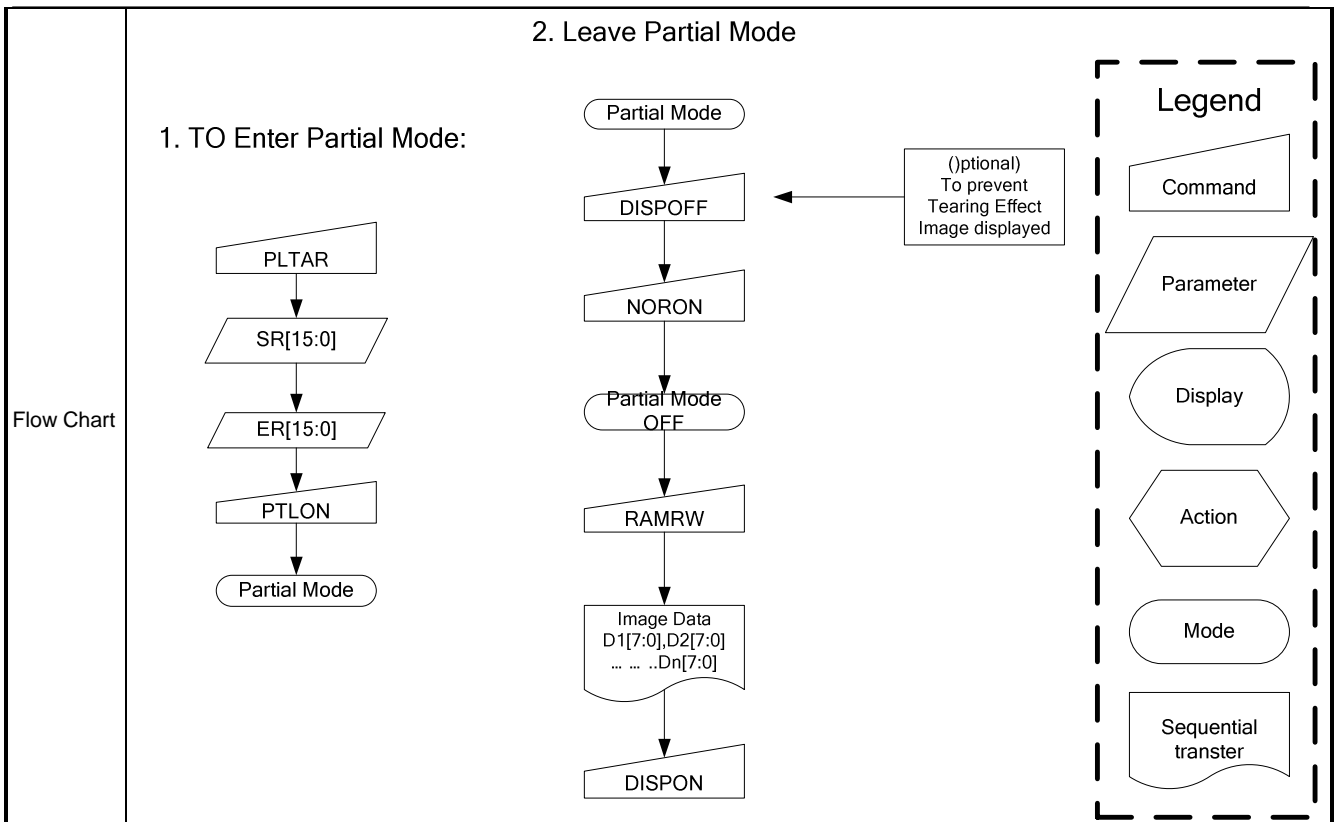 Flow Chart
1. TO Enter Partial Mode:
PLTAR
SR[15:0]
ER[15:0]
PTLON
Partial Mode
2. Leave Partial Mode
Partial Mode
DISPOFF
()ptional)
To prevent
Tearing Effect
Image displayed
NORON
Partial Mode
OFF
RAMRW
Image Data
D1[7:0],D2[7:0]
... ... ..Dn[7:0]
DISPON
Legend
Command
Parameter
Display
Action
Mode
Sequential
transter